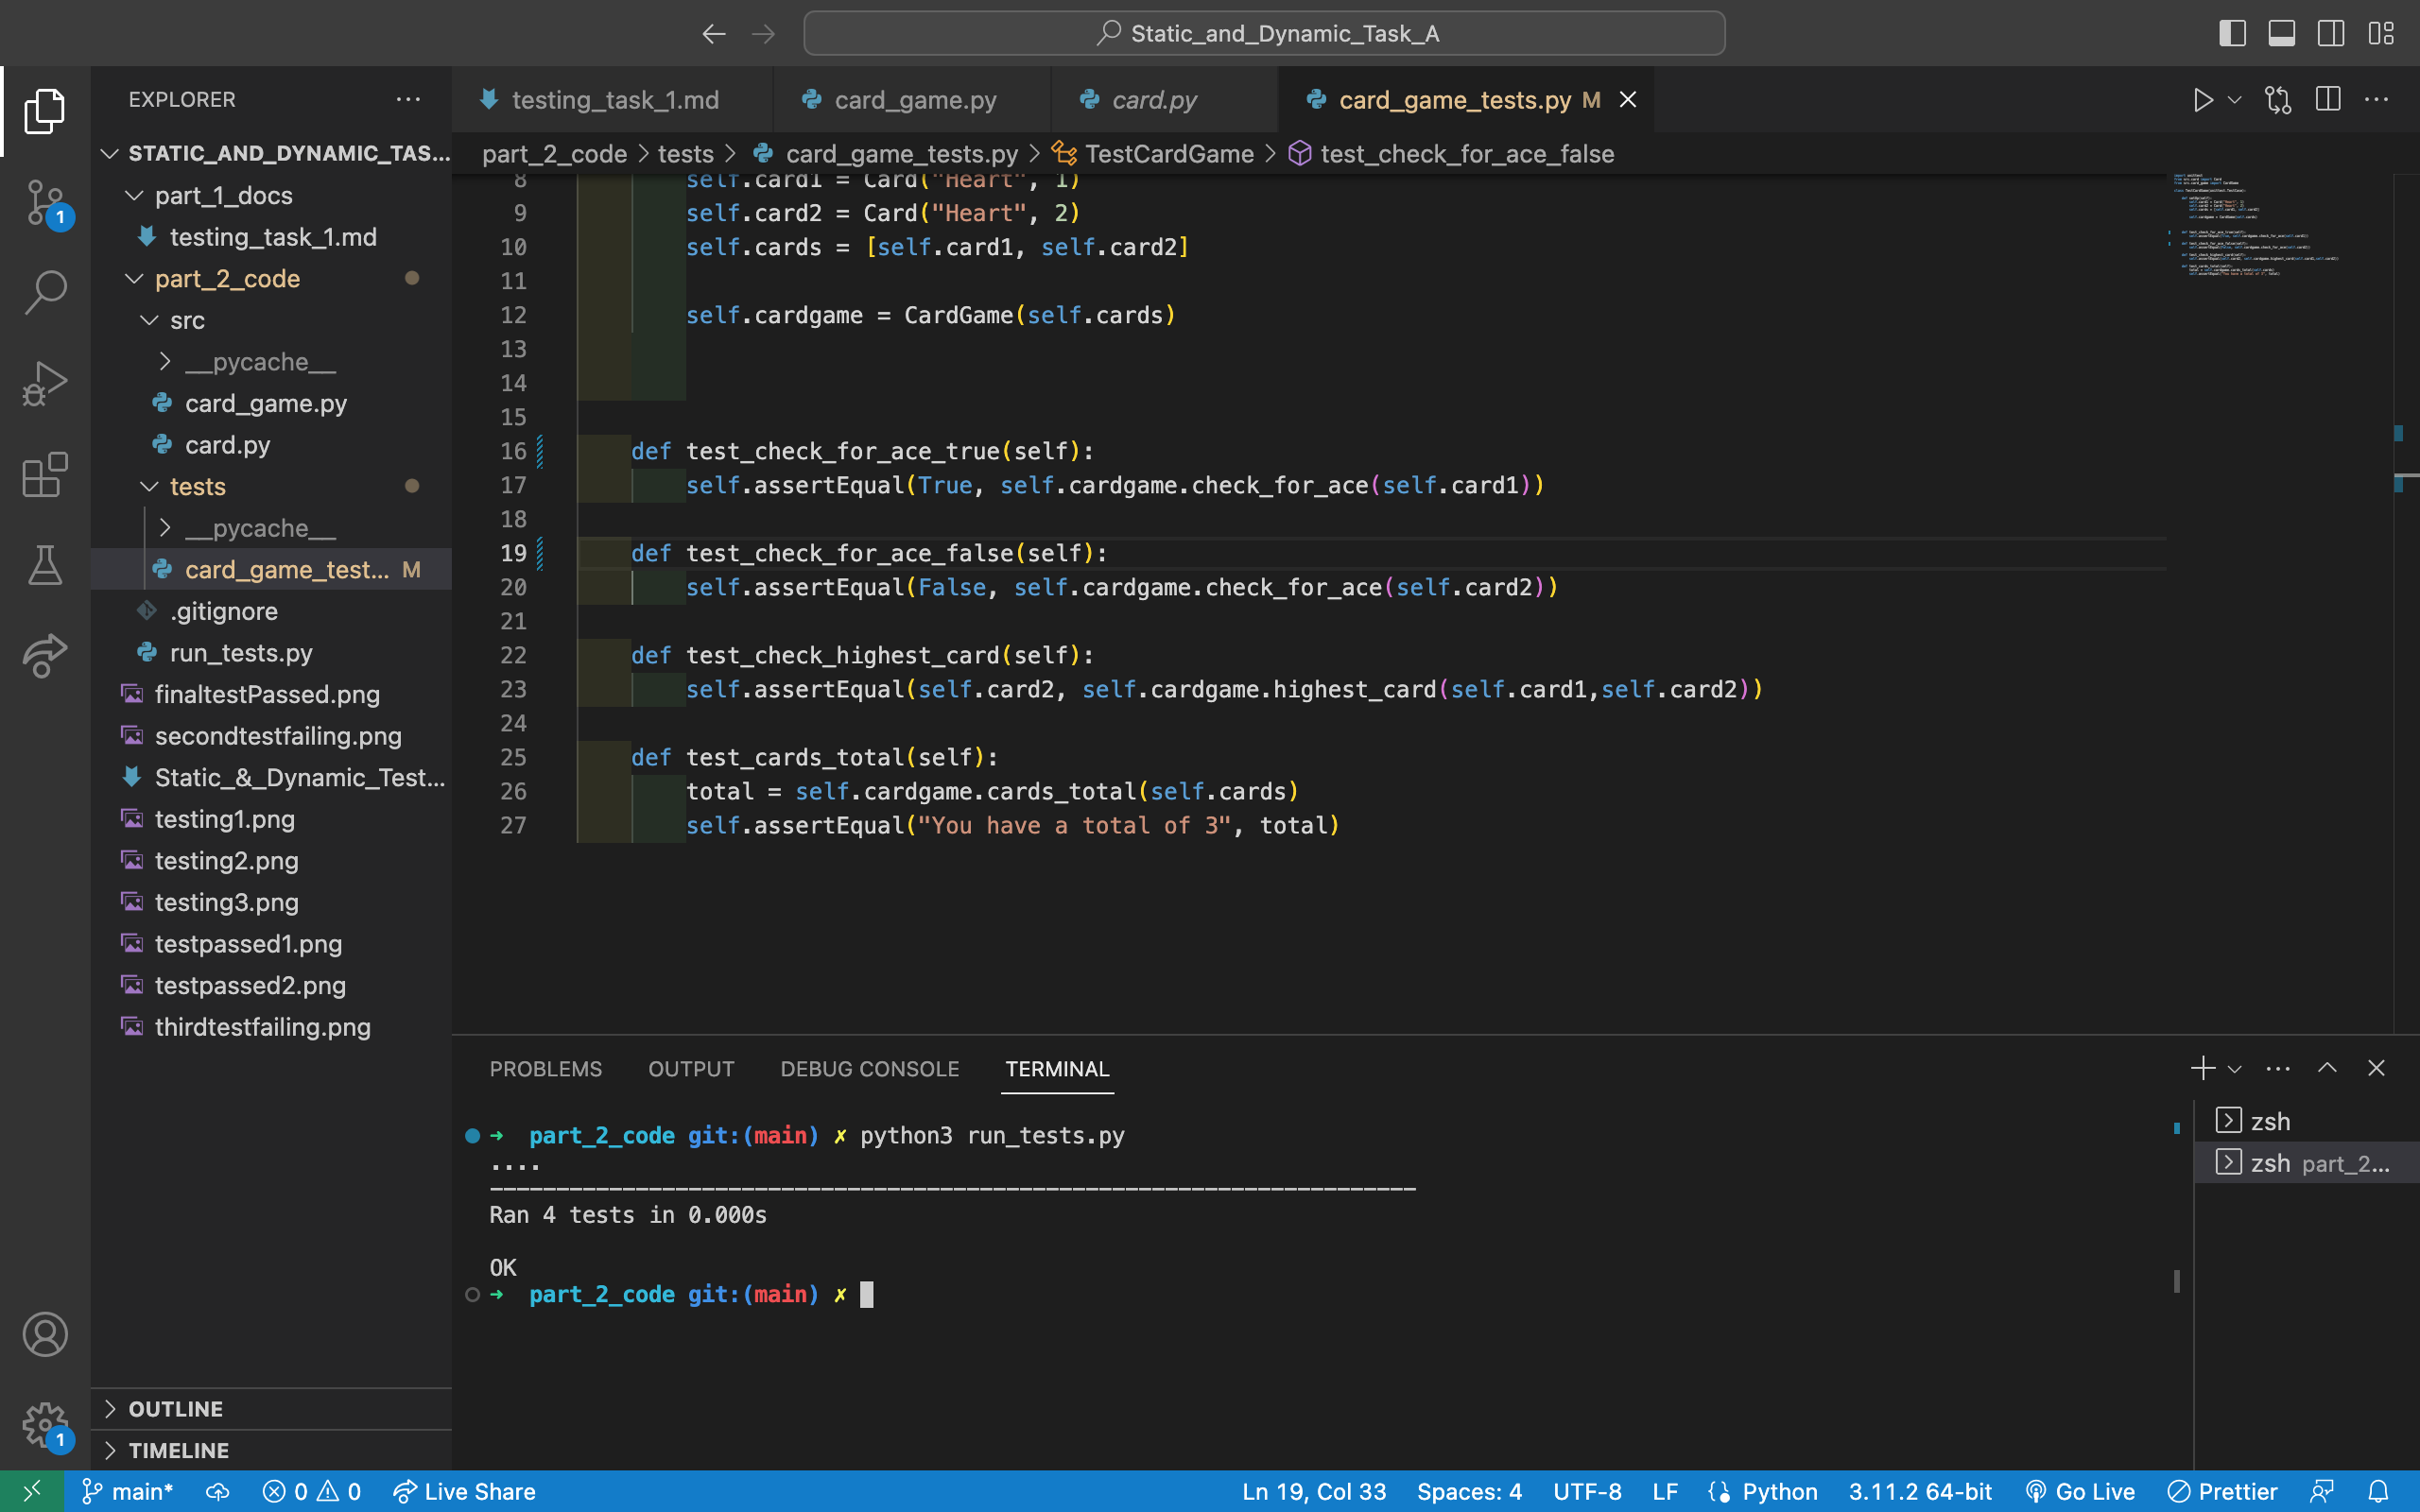 Static_and_Dynamic_Task_A
EXPLORER
STATIC_AND_DYNAMIC_TAS...
part_1_docs
testing_task_1.md
part_2_code
src
__pycache__
card_game.py
card.py
tests
__pycache__
card_game_test... M
.gitignore
run_tests.py
finaltestPassed.png
secondtestfailing.png
Static_&_Dynamic_Test...
testing1.png
testing2.png
testing3.png
testpassed1.png
testpassed2.png
thirdtestfailing.png
OUTLINE
TIMELINE
1
1
testing_task_1.md card_game.py card.py card_game_tests.py M
part_2_code > tests > card_game_tests.py > TestCardGame > test_check_for_ace_false
8 self.card1 = Card("Heart", 1)
9 self.card2 = Card("Heart", 2)
10 self.cards = [self.card1, self.card2]
11
12 self.cardgame = CardGame(self.cards)
13
14
15
16 def test_check_for_ace_true(self):
17 self.assertEqual(True, self.cardgame.check_for_ace(self.card1))
18
19 def test_check_for_ace_false(self):
20 self.assertEqual(False, self.cardgame.check_for_ace(self.card2))
21
22 def test_check_highest_card(self):
23 self.assertEqual(self.card2, self.cardgame.highest_card(self.card1,self.card2))
24
25 def test_cards_total(self):
26 total = self.cardgame.cards_total(self.cards)
27 self.assertEqual("You have a total of 3", total)
PROBLEMS OUTPUT DEBUG CONSOLE TERMINAL
➜ part_2_code git:(main) ✗ python3 run_tests.py
....
----------------------------------------------------------------------
Ran 4 tests in 0.000s
OK
➜ part_2_code git:(main) ✗
zsh
zsh part_2...
main* 0 0 Live Share Ln 19, Col 33 Spaces: 4 UTF-8 LF Python 3.11.2 64-bit Go Live Prettier